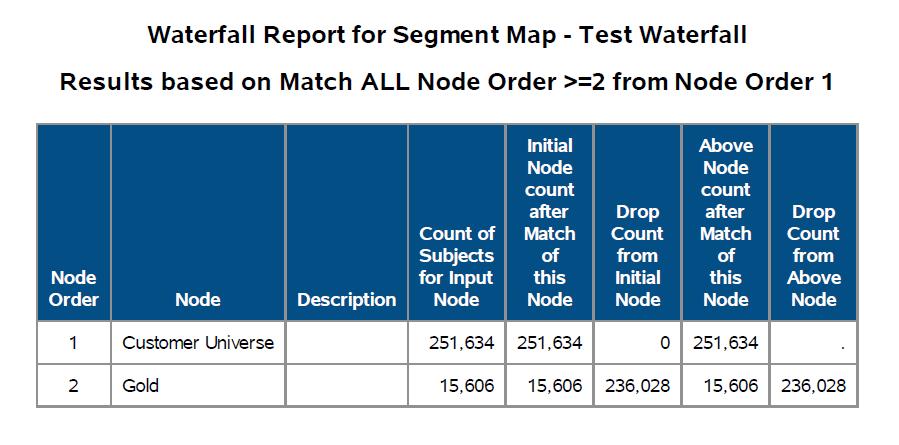 Waterfall Report for Segment Map - Test Waterfall
Results based on Match ALL Node Order >=2 from Node Order 1
Node Order | Node | Description | Count of Subjects for Input Node | Initial Node count after Match of this Node | Drop Count from Initial Node | Above Node count after Match of this Node | Drop Count from Above Node
1 | Customer Universe | | 251,634 | 251,634 | 0 | 251,634 | .
2 | Gold | | 15,606 | 15,606 | 236,028 | 15,606 | 236,028